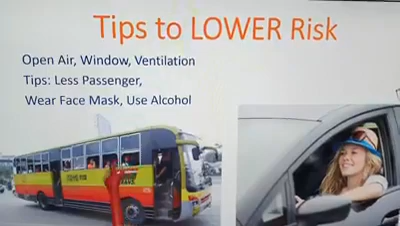 Tips to LOWER Risk
Open Air, Window, Ventilation
Tips: Less Passenger,
Wear Face Mask, Use Alcohol